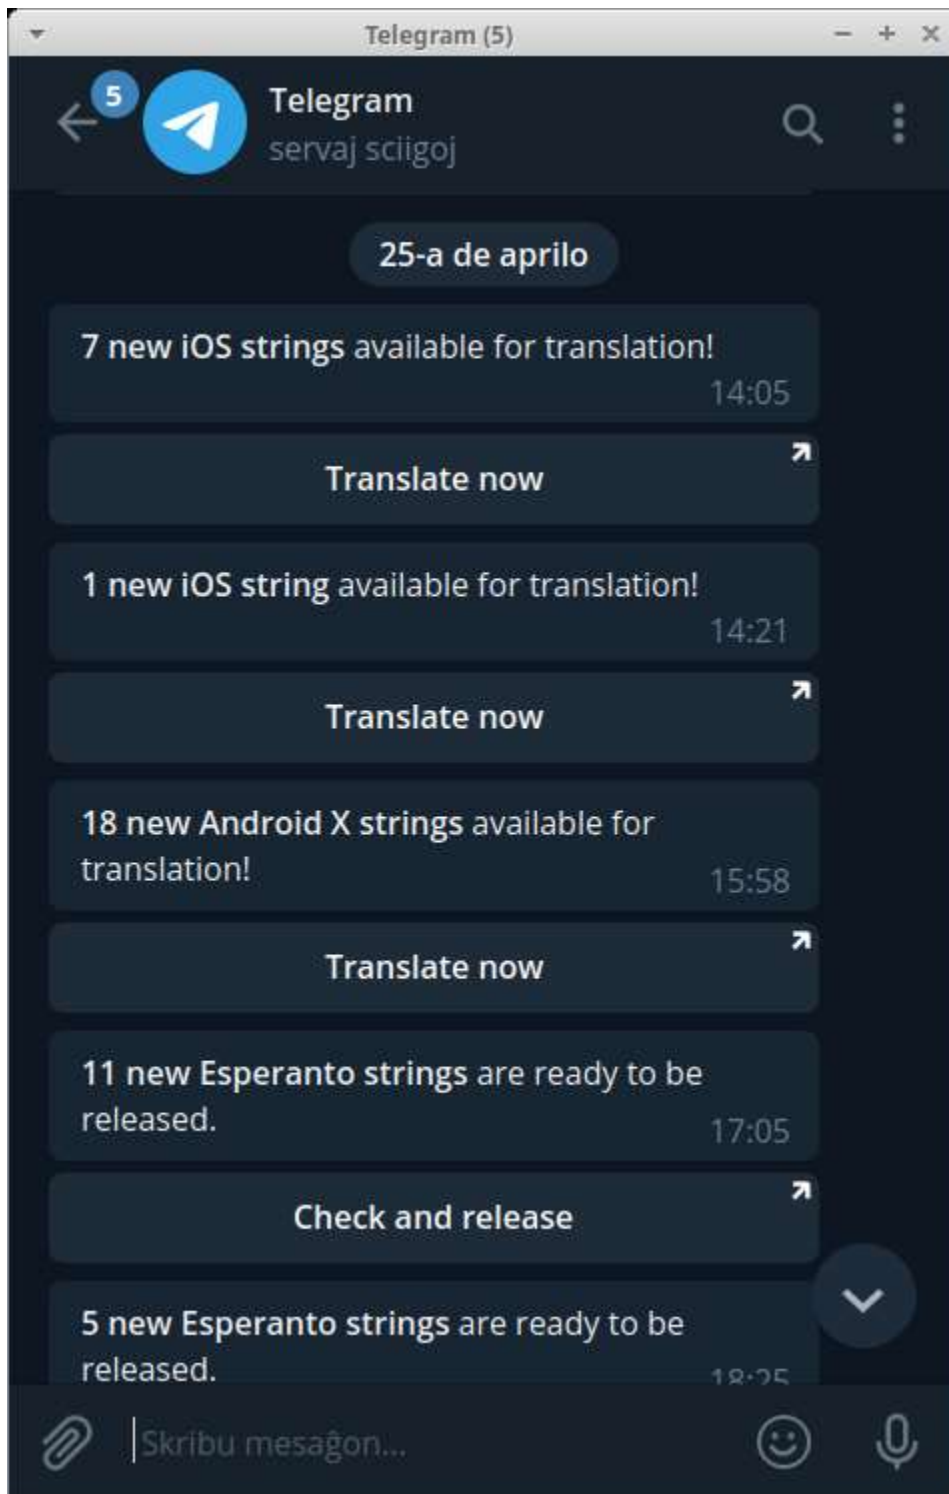 Telegram (5)
5
Telegram
servaj sciigoj
25-a de aprilo
7 new iOS strings available for translation!
14:05
Translate now
1 new iOS string available for translation!
14:21
Translate now
18 new Android X strings available for
translation!
15:58
Translate now
11 new Esperanto strings are ready to be
released.
17:05
Check and release
5 new Esperanto strings are ready to be
released.
18:25
Skribu mesaĝon...